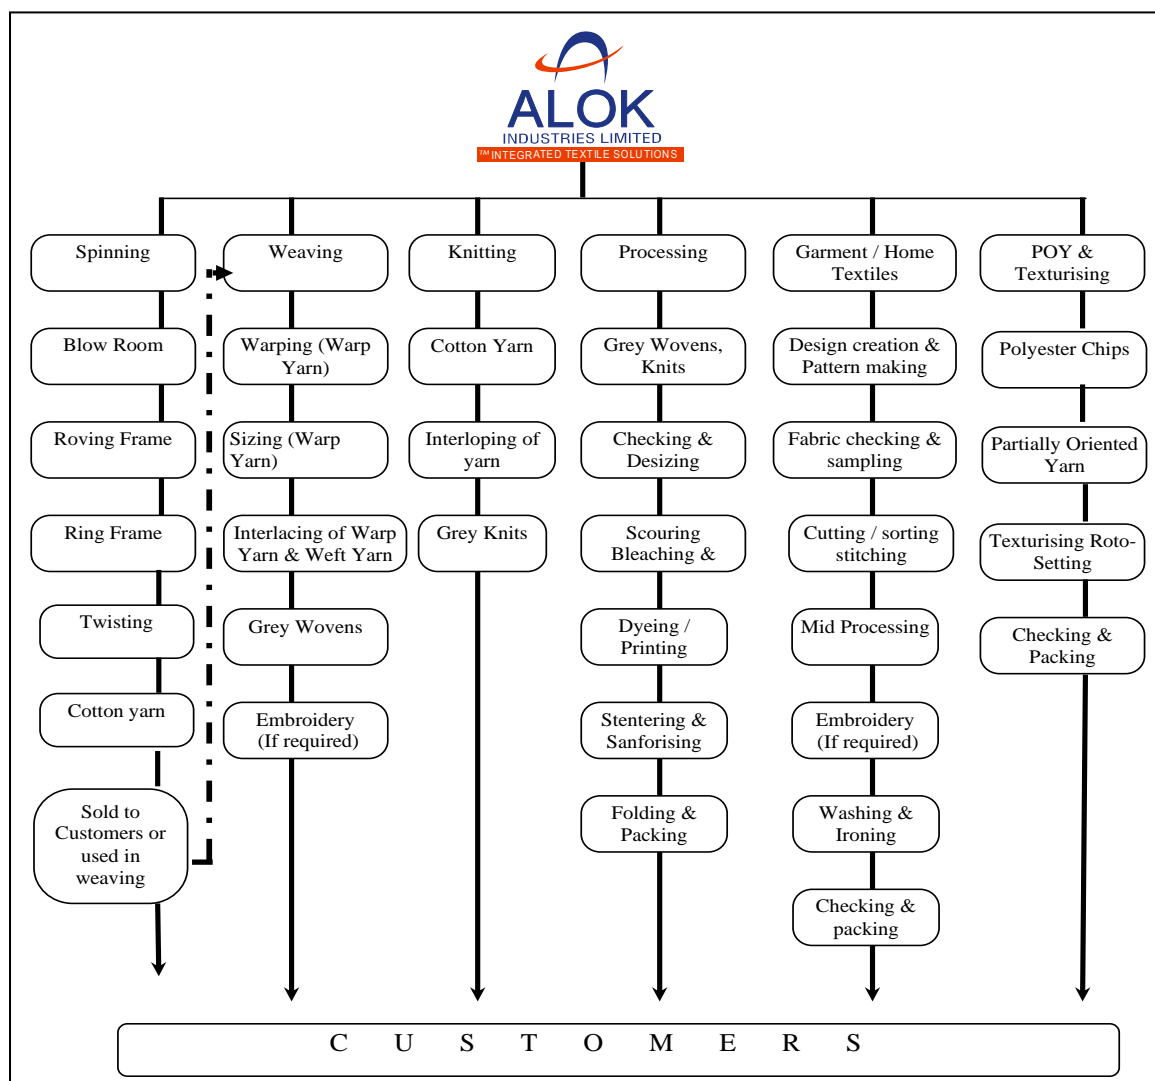 ALOK
INDUSTRIES LIMITED
™INTEGRATED TEXTILE SOLUTIONS
Spinning
Blow Room
Roving Frame
Ring Frame
Twisting
Cotton yarn
Sold to
Customers or
used in
weaving
Weaving
Warping (Warp
Yarn)
Sizing (Warp
Yarn)
Interlacing of Warp
Yarn & Weft Yarn
Grey Wovens
Embroidery
(If required)
Knitting
Cotton Yarn
Interloping of
yarn
Grey Knits
Processing
Grey Wovens,
Knits
Checking &
Desizing
Scouring
Bleaching &
Dyeing /
Printing
Stentering &
Sanforising
Folding &
Packing
Garment / Home
Textiles
Design creation &
Pattern making
Fabric checking &
sampling
Cutting / sorting
stitching
Mid Processing
Embroidery
(If required)
Washing &
Ironing
Checking &
packing
POY &
Texturising
Polyester Chips
Partially Oriented
Yarn
Texturising Roto-
Setting
Checking &
Packing
C U S T O M E R S